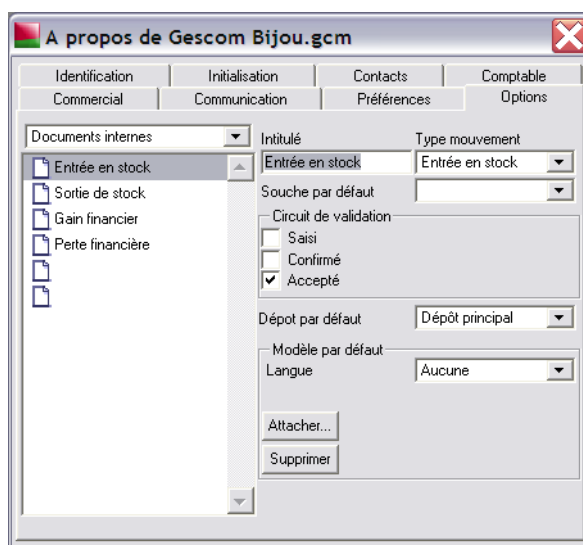 A propos de Gescom Bijou.gcm
Identification Initialisation Contacts Comptable
Commercial Communication Préférences Options
Documents internes Intitulé Type mouvement
Entrée en stock Entrée en stock Entrée en stock
Sortie de stock Souche par défaut
Gain financier Circuit de validation
Perte financière Saisi
Confirmé
Accepté
Dépot par défaut Dépôt principal
Modèle par défaut
Langue Aucune
Attacher...
Supprimer